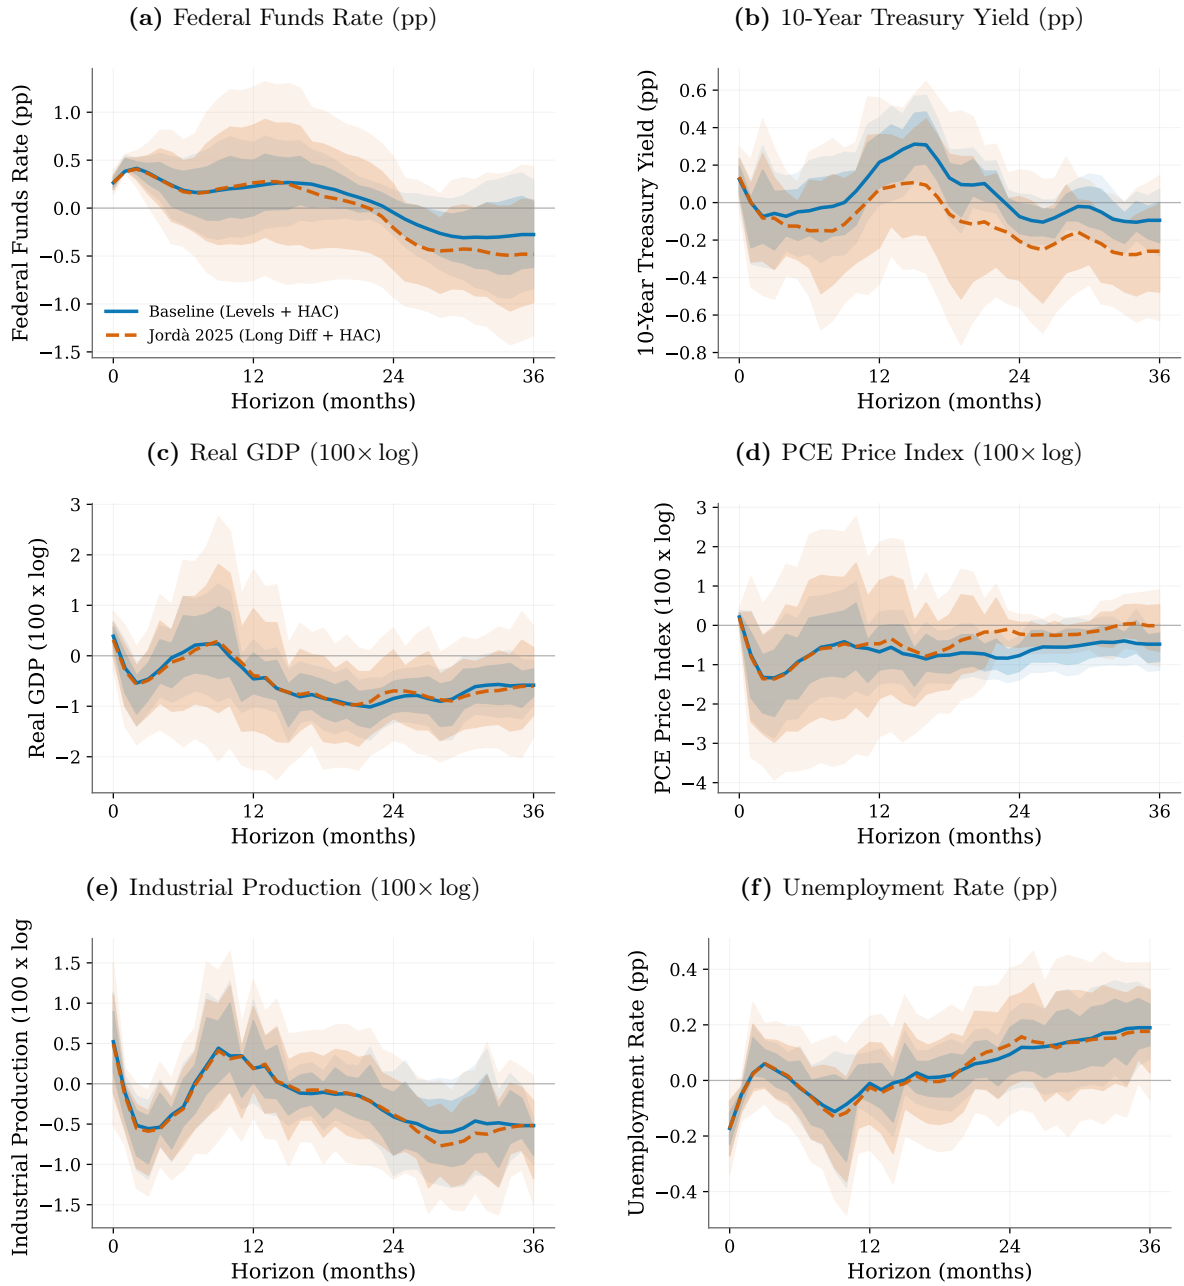 (a) Federal Funds Rate (pp)
(b) 10-Year Treasury Yield (pp)
Federal Funds Rate (pp)
1.0
0.5
0.0
−0.5
−1.0
−1.5
Baseline (Levels + HAC)
Jordà 2025 (Long Diff + HAC)
0 12 24 36
Horizon (months)
10-Year Treasury Yield (pp)
0.6
0.4
0.2
0.0
−0.2
−0.4
−0.6
−0.8
0 12 24 36
Horizon (months)
(c) Real GDP (100× log)
(d) PCE Price Index (100× log)
Real GDP (100 x log)
3
2
1
0
−1
−2
0 12 24 36
Horizon (months)
PCE Price Index (100 x log)
3
2
1
0
−1
−2
−3
−4
0 12 24 36
Horizon (months)
(e) Industrial Production (100× log)
(f) Unemployment Rate (pp)
Industrial Production (100 x log
1.5
1.0
0.5
0.0
−0.5
−1.0
−1.5
0 12 24 36
Horizon (months)
Unemployment Rate (pp)
0.4
0.2
0.0
−0.2
−0.4
0 12 24 36
Horizon (months)